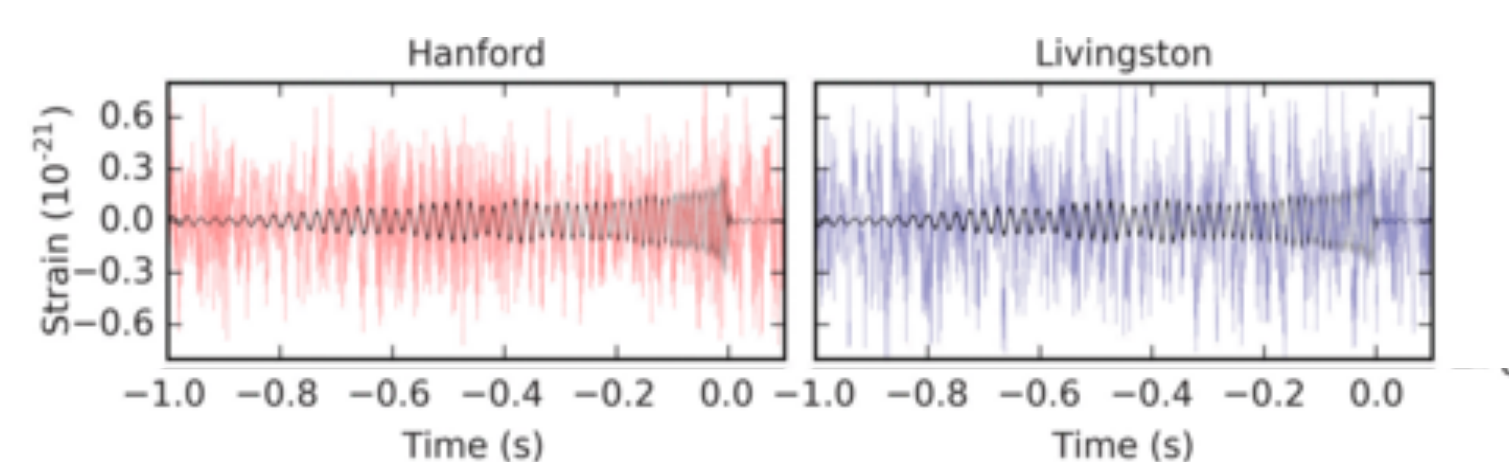 Hanford Livingston
Strain (10⁻²¹)
0.6
0.3
0.0
−0.3
−0.6
−1.0 −0.8 −0.6 −0.4 −0.2 0.0 −1.0 −0.8 −0.6 −0.4 −0.2 0.0
Time (s) Time (s)